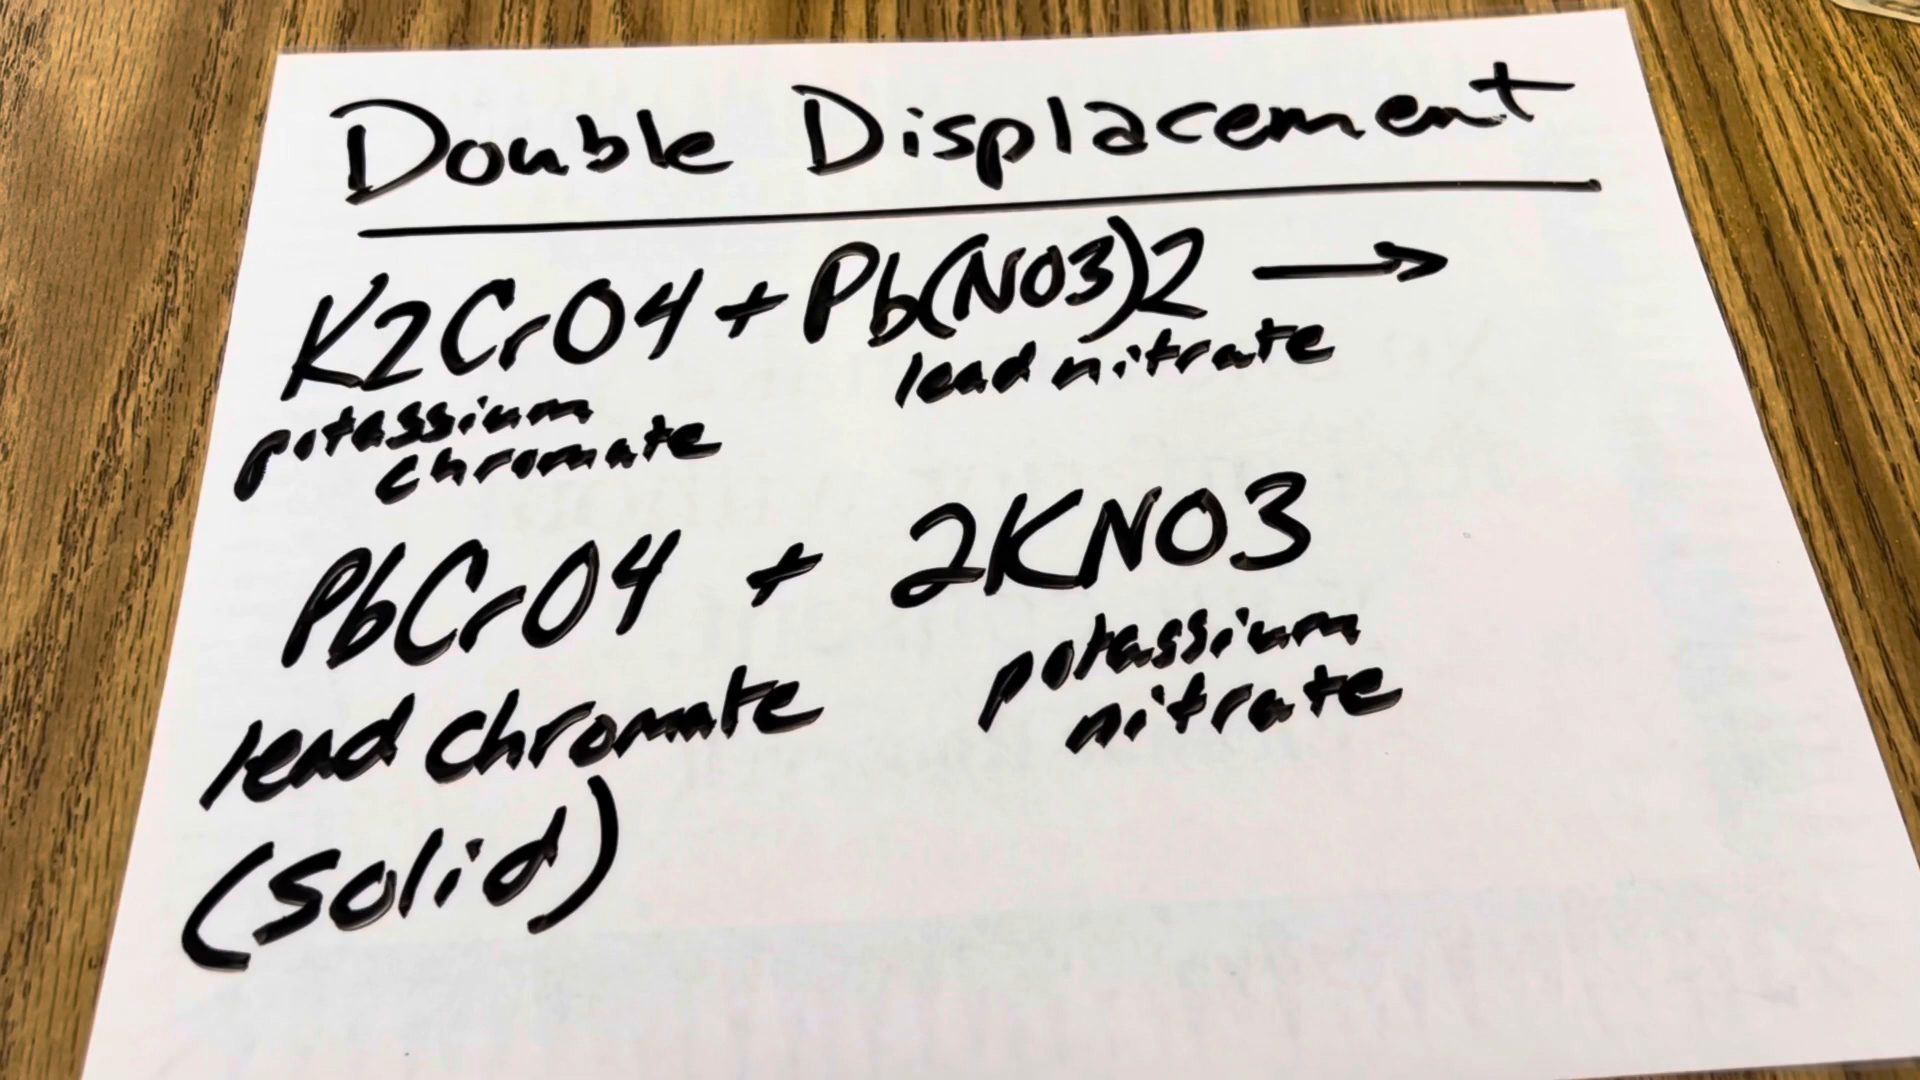 Double Displacement
K2CrO4 + Pb(NO3)2 →
potassium chromate lead nitrate
PbCrO4 + 2KNO3
lead chromate potassium nitrate
(solid)